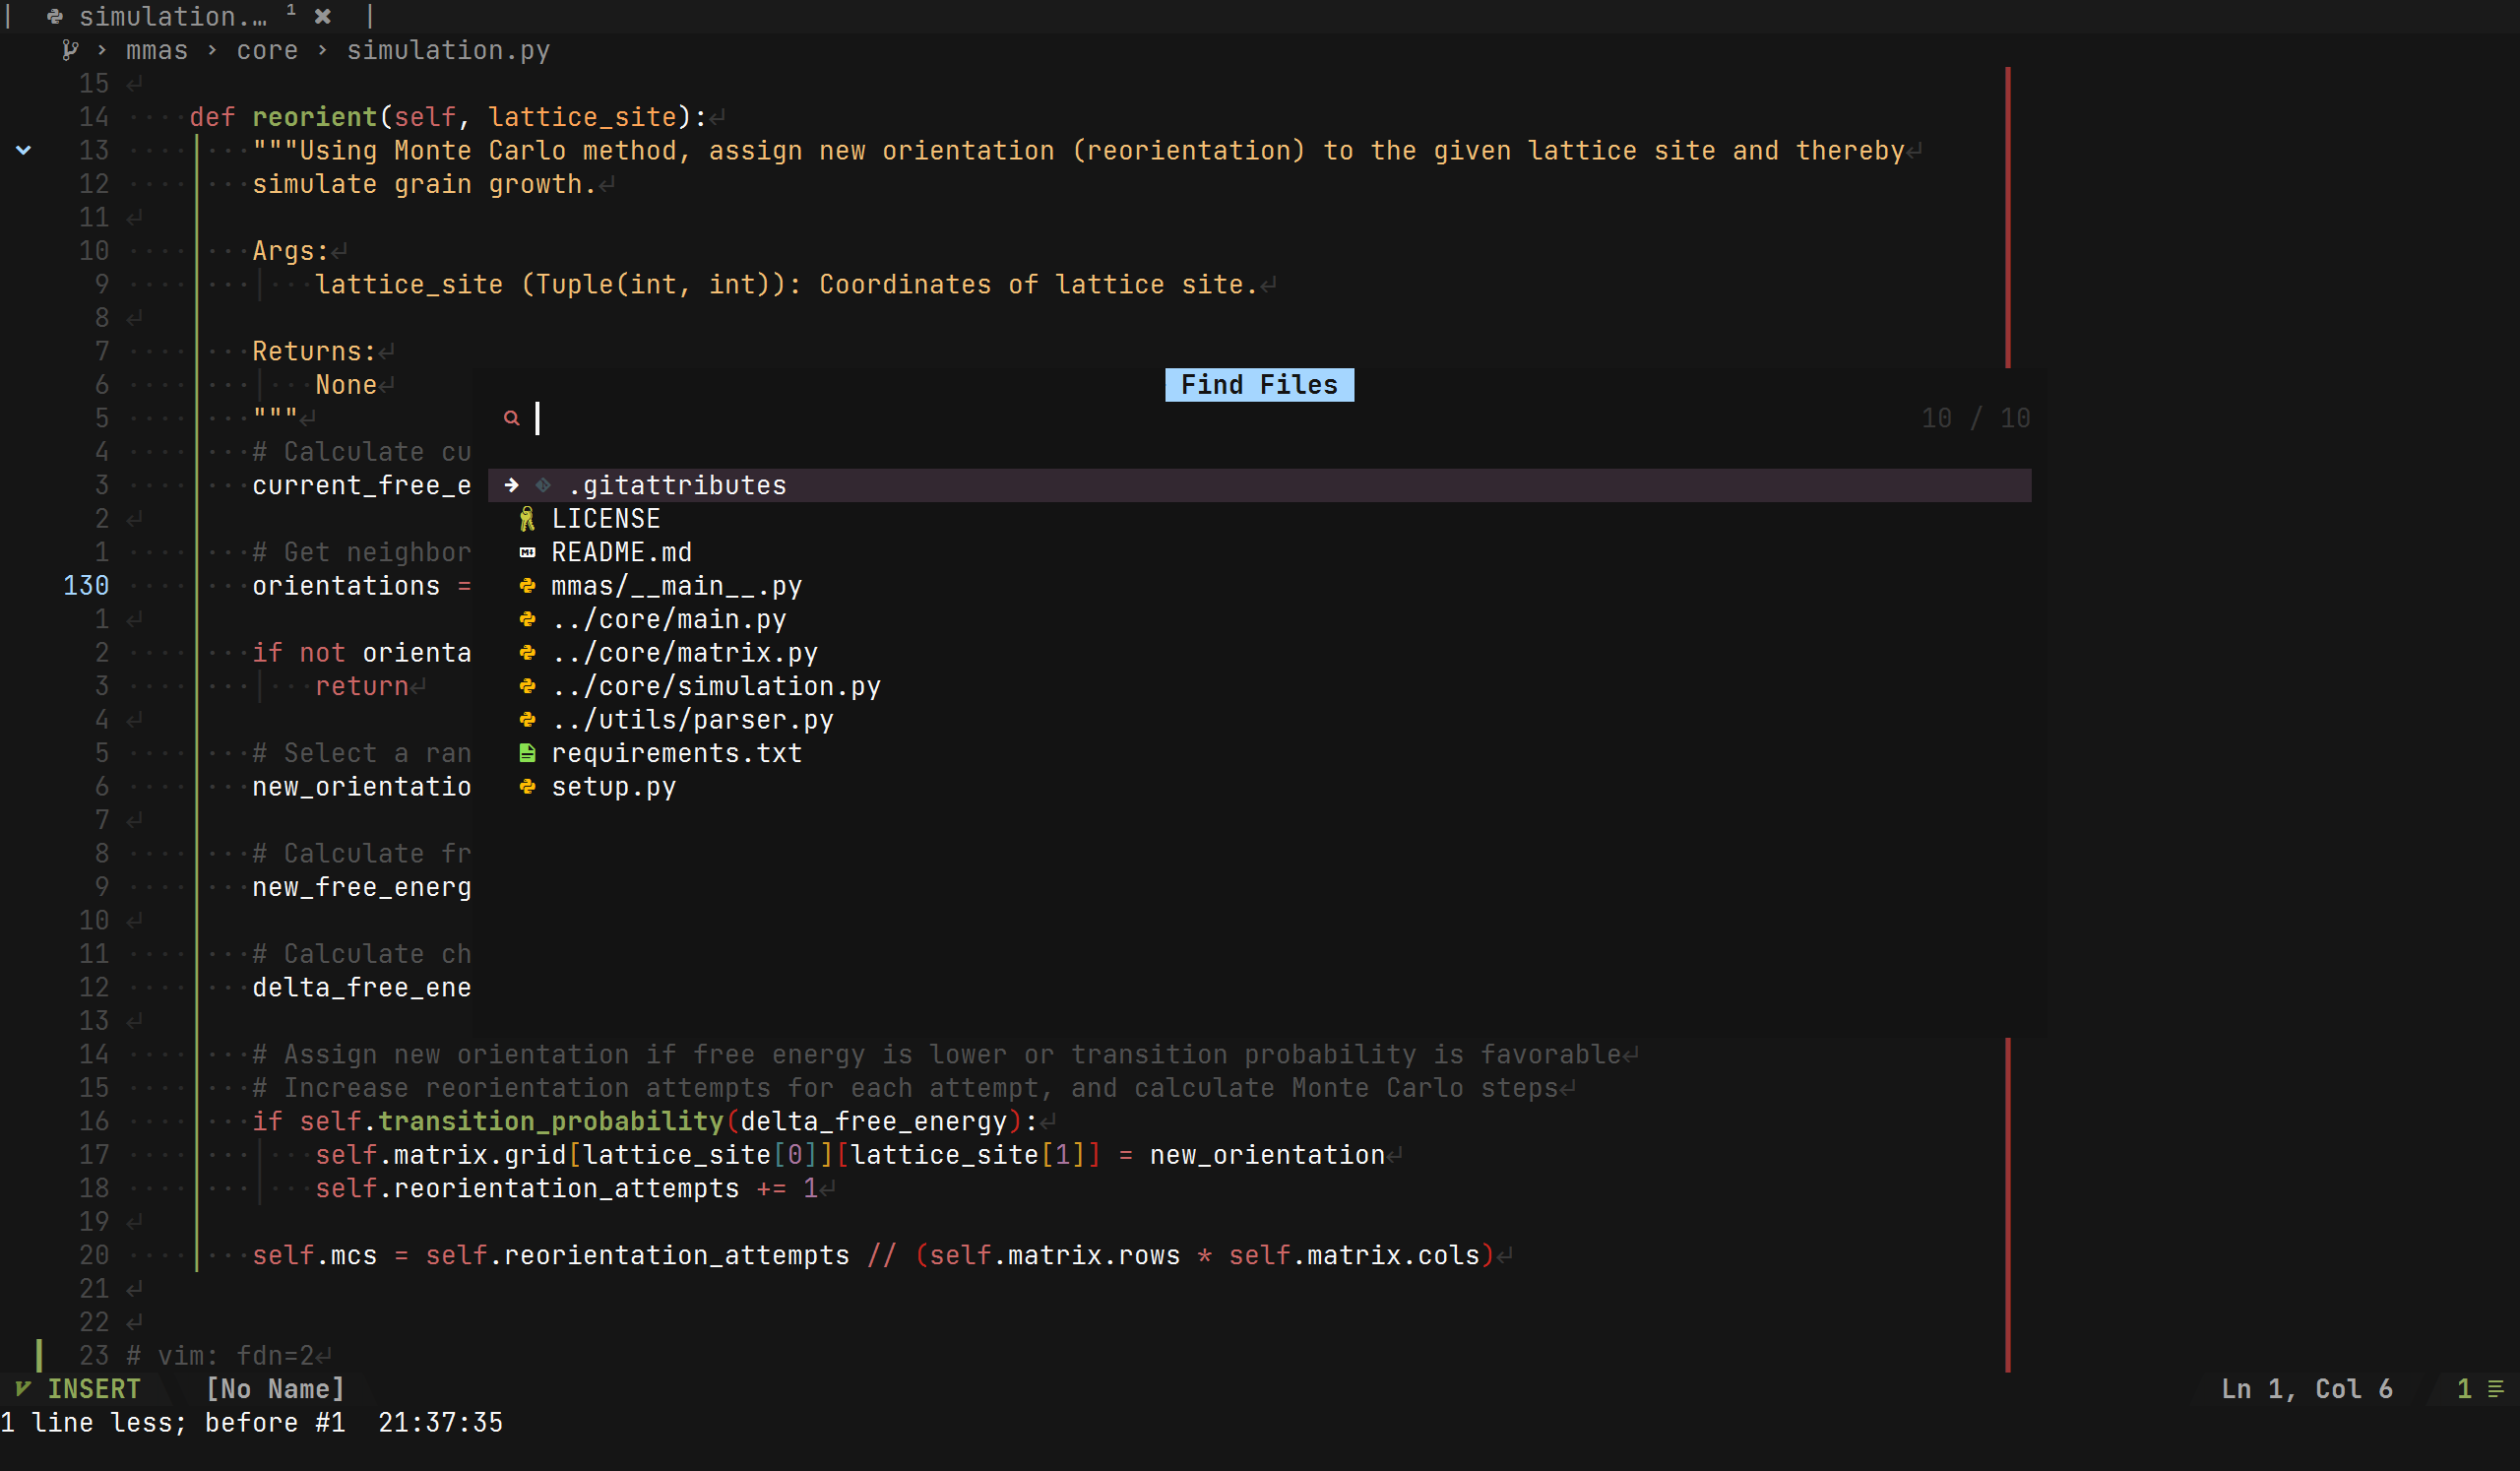 simulation.… 1 ✖
› mmas › core › simulation.py
15
14 def reorient(self, lattice_site):
13 """Using Monte Carlo method, assign new orientation (reorientation) to the given lattice site and thereby
12 simulate grain growth.
11
10 Args:
9 lattice_site (Tuple(int, int)): Coordinates of lattice site.
8
7 Returns:
Find Files
6 None
5 """
10 / 10
4 # Calculate cu
3 current_free_e
.gitattributes
2
LICENSE
1 # Get neighbor
README.md
130 orientations =
mmas/__main__.py
1
../core/main.py
2 if not orienta
../core/matrix.py
3 return
../core/simulation.py
4
../utils/parser.py
5 # Select a ran
requirements.txt
6 new_orientatio
setup.py
7
8 # Calculate fr
9 new_free_energ
10
11 # Calculate ch
12 delta_free_ene
13
14 # Assign new orientation if free energy is lower or transition probability is favorable
15 # Increase reorientation attempts for each attempt, and calculate Monte Carlo steps
16 if self.transition_probability(delta_free_energy):
17 self.matrix.grid[lattice_site[0]][lattice_site[1]] = new_orientation
18 self.reorientation_attempts += 1
19
20 self.mcs = self.reorientation_attempts // (self.matrix.rows * self.matrix.cols)
21
22
23 # vim: fdn=2
INSERT [No Name] Ln 1, Col 6 1
1 line less; before #1 21:37:35